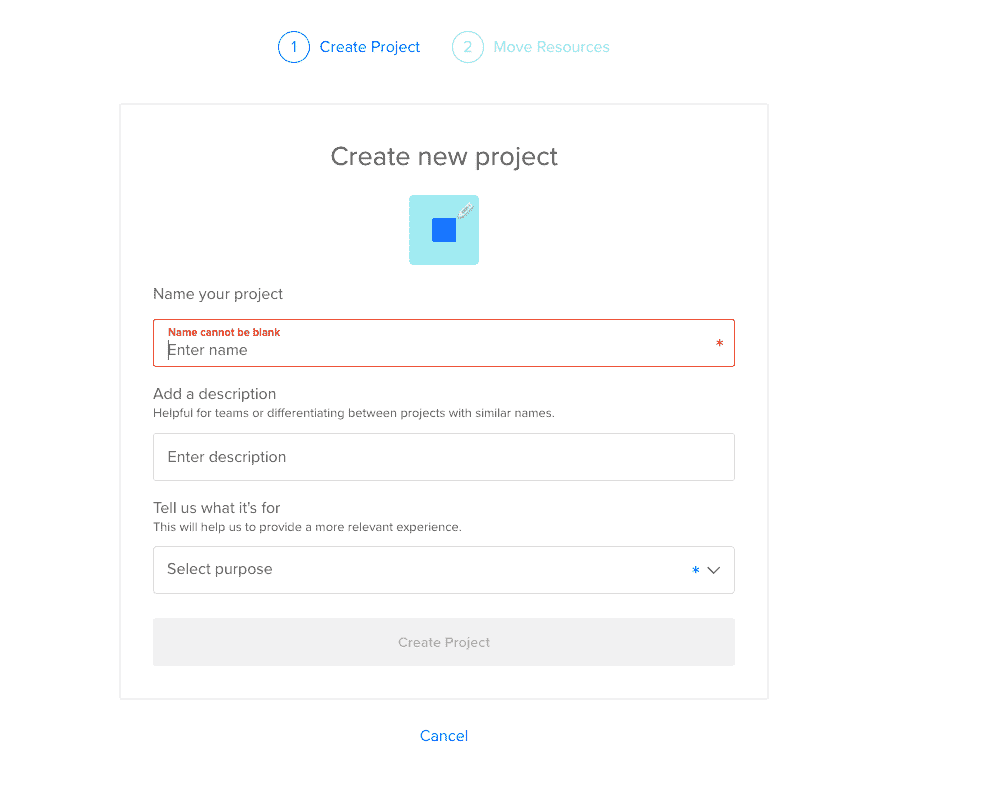 1 Create Project 2 Move Resources
Create new project
Name your project
Name cannot be blank
Enter name *
Add a description
Helpful for teams or differentiating between projects with similar names.
Enter description
Tell us what it's for
This will help us to provide a more relevant experience.
Select purpose *
Create Project
Cancel